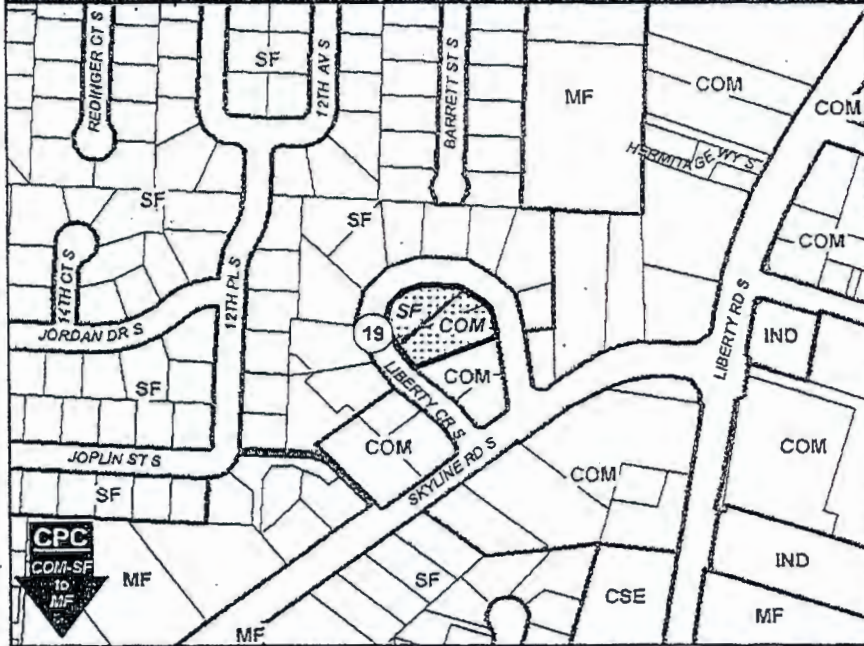 REDINGER CT S
SF
12TH AV S
BARRETT ST S
MF
COM
COM
HERMITAGE WY S
SF
SF
COM
14TH CT S
12TH PL S
JORDAN DR S
SF
COM
19
LIBERTY RD S
IND
SF
LIBERTY CR S
COM
COM
SKYLINE RD S
COM
COM
JOPLIN ST S
SF
CPC
COM-SF
to
MF
MF
SF
CSE
IND
MF
MF